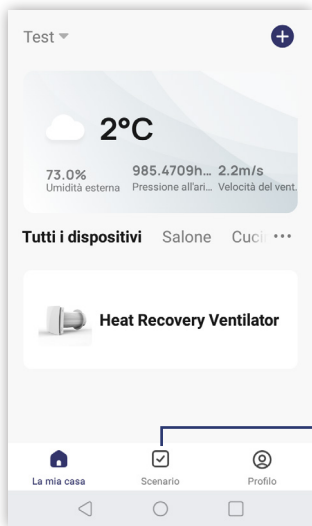 Test
2°C
73.0% 985.4709h... 2.2m/s
Umidità esterna Pressione all'ari... Velocità del vent.
Tutti i dispositivi Salone Cuci ...
Heat Recovery Ventilator
La mia casa Scenario Profilo